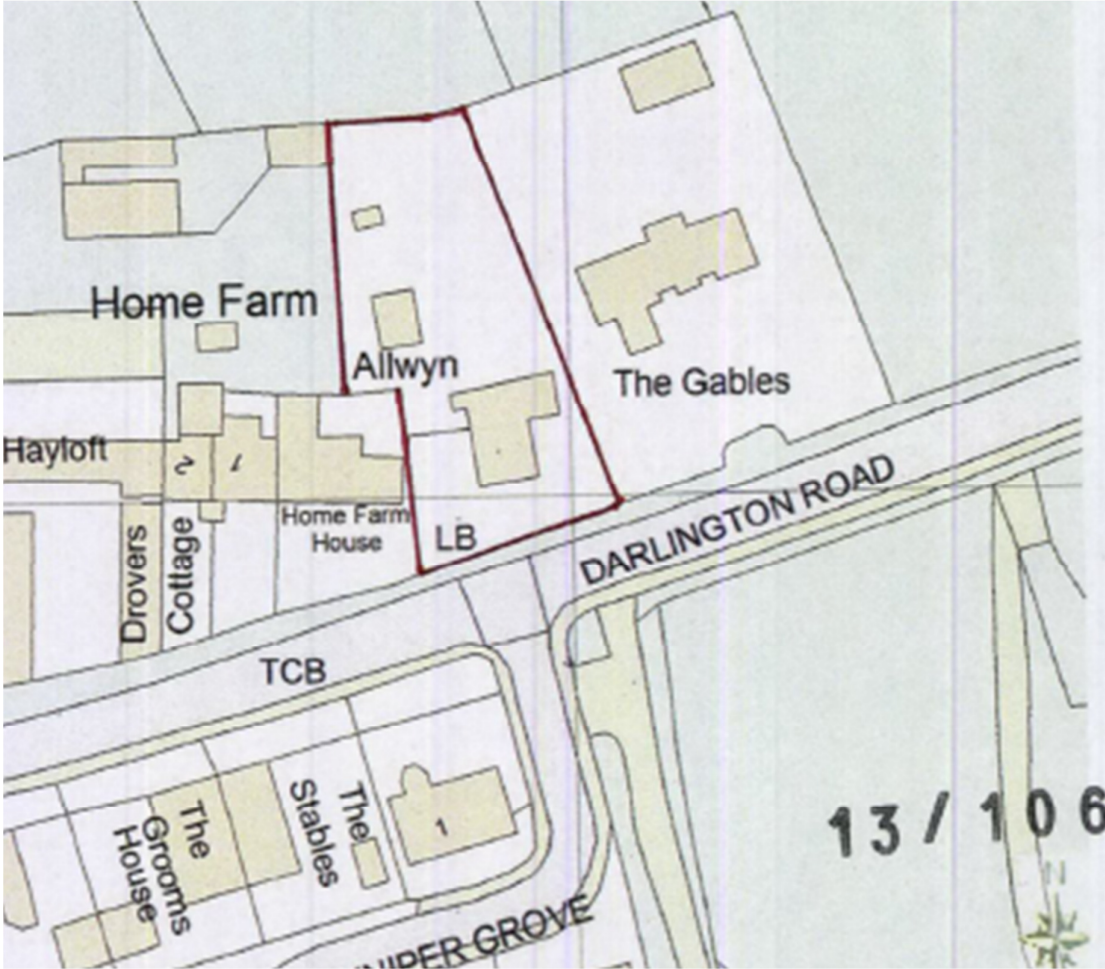 Home Farm
Allwyn
The Gables
Hayloft
2
1
Home Farm
House
LB
DARLINGTON ROAD
Drovers
Cottage
TCB
The
Stables
The
Grooms
House
1
13/106
N
NIPER GROVE